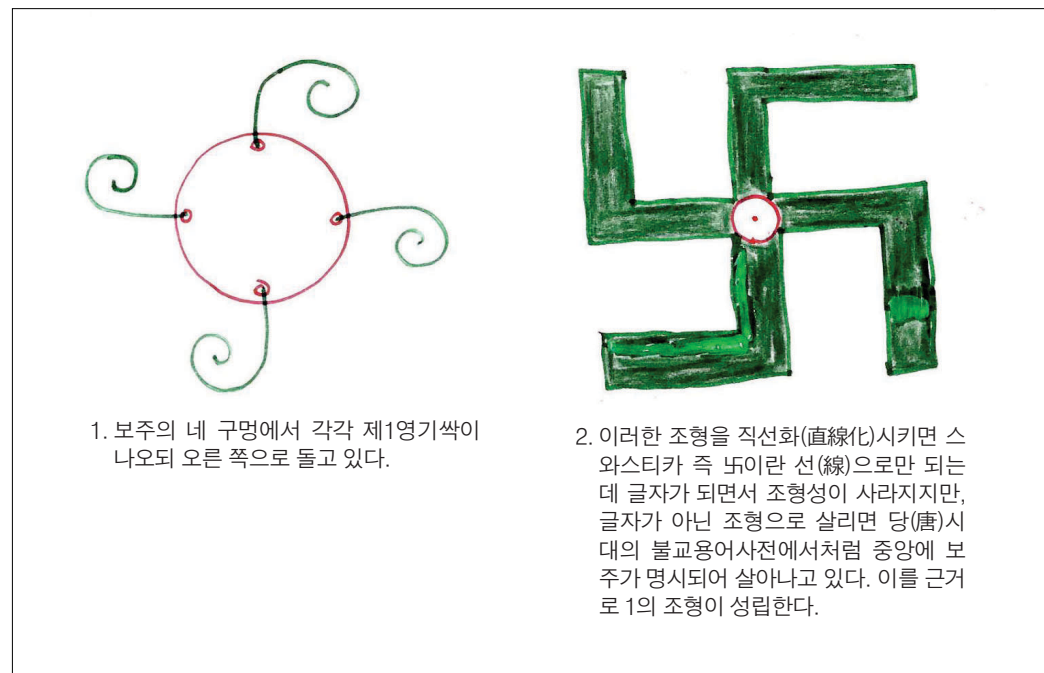 1. 보주의 네 구멍에서 각각 제1영기싹이
나오되 오른 쪽으로 돌고 있다.
2. 이러한 조형을 직선화(直線化)시키면 스
와스티카 즉 卐이란 선(線)으로만 되는
데 글자가 되면서 조형성이 사라지지만,
글자가 아닌 조형으로 살리면 당(唐)시
대의 불교용어사전에서처럼 중앙에 보
주가 명시되어 살아나고 있다. 이를 근거
로 1의 조형이 성립한다.